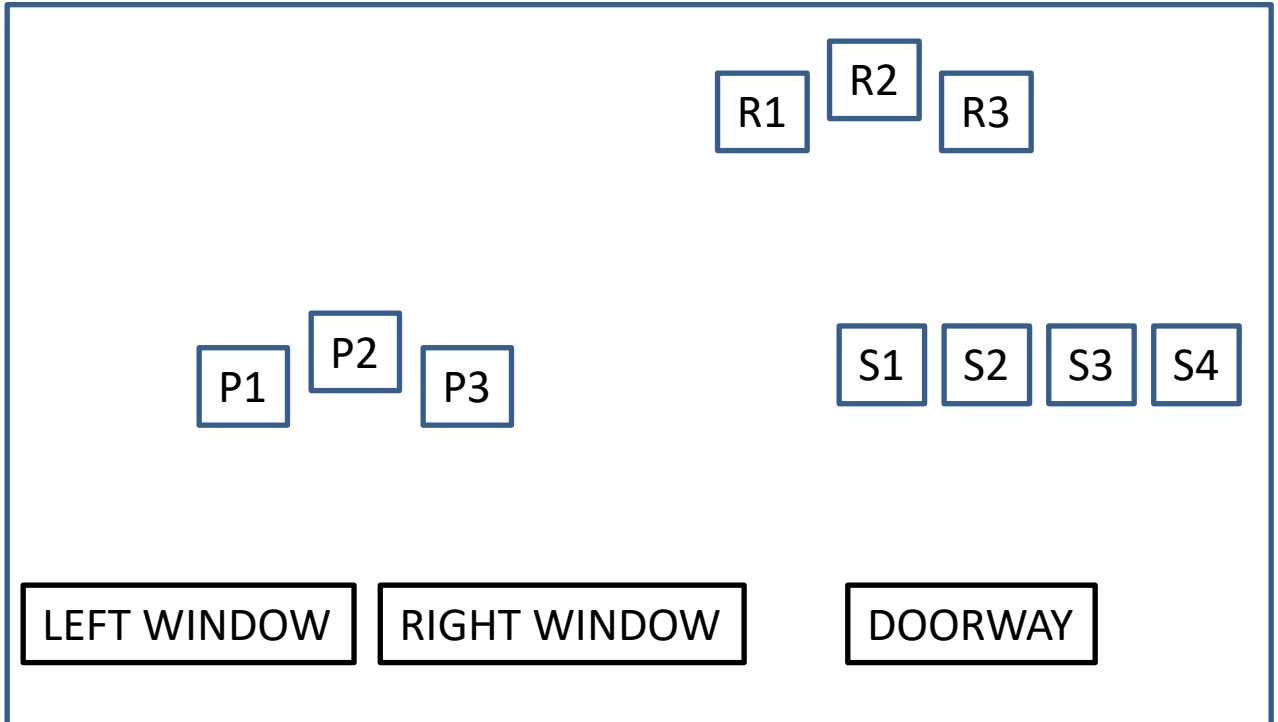 R1 R2 R3
P1 P2 P3
S1 S2 S3 S4
LEFT WINDOW
RIGHT WINDOW
DOORWAY